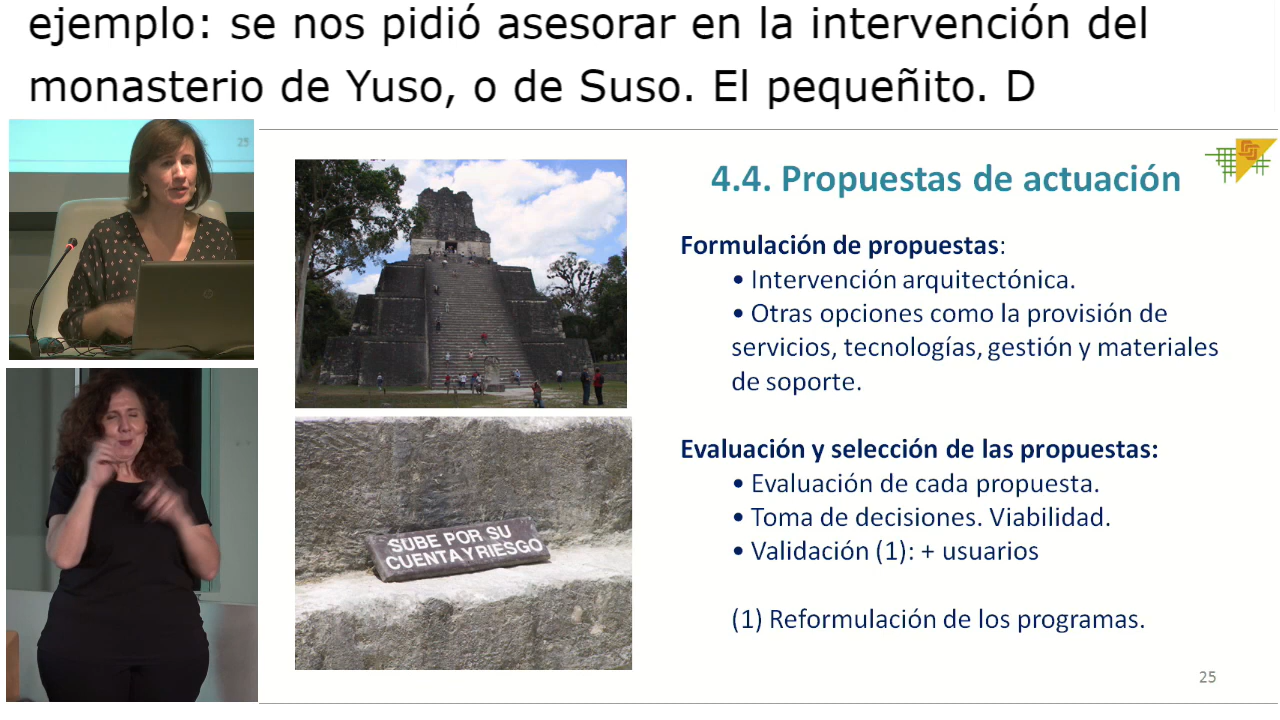 ejemplo: se nos pidió asesorar en la intervención del
monasterio de Yuso, o de Suso. El pequeñito. D
25
4.4. Propuestas de actuación
Formulación de propuestas:
• Intervención arquitectónica.
• Otras opciones como la provisión de
servicios, tecnologías, gestión y materiales
de soporte.
SUBE POR SU
CUENTA Y RIESGO
Evaluación y selección de las propuestas:
• Evaluación de cada propuesta.
• Toma de decisiones. Viabilidad.
• Validación (1): + usuarios
(1) Reformulación de los programas.
25